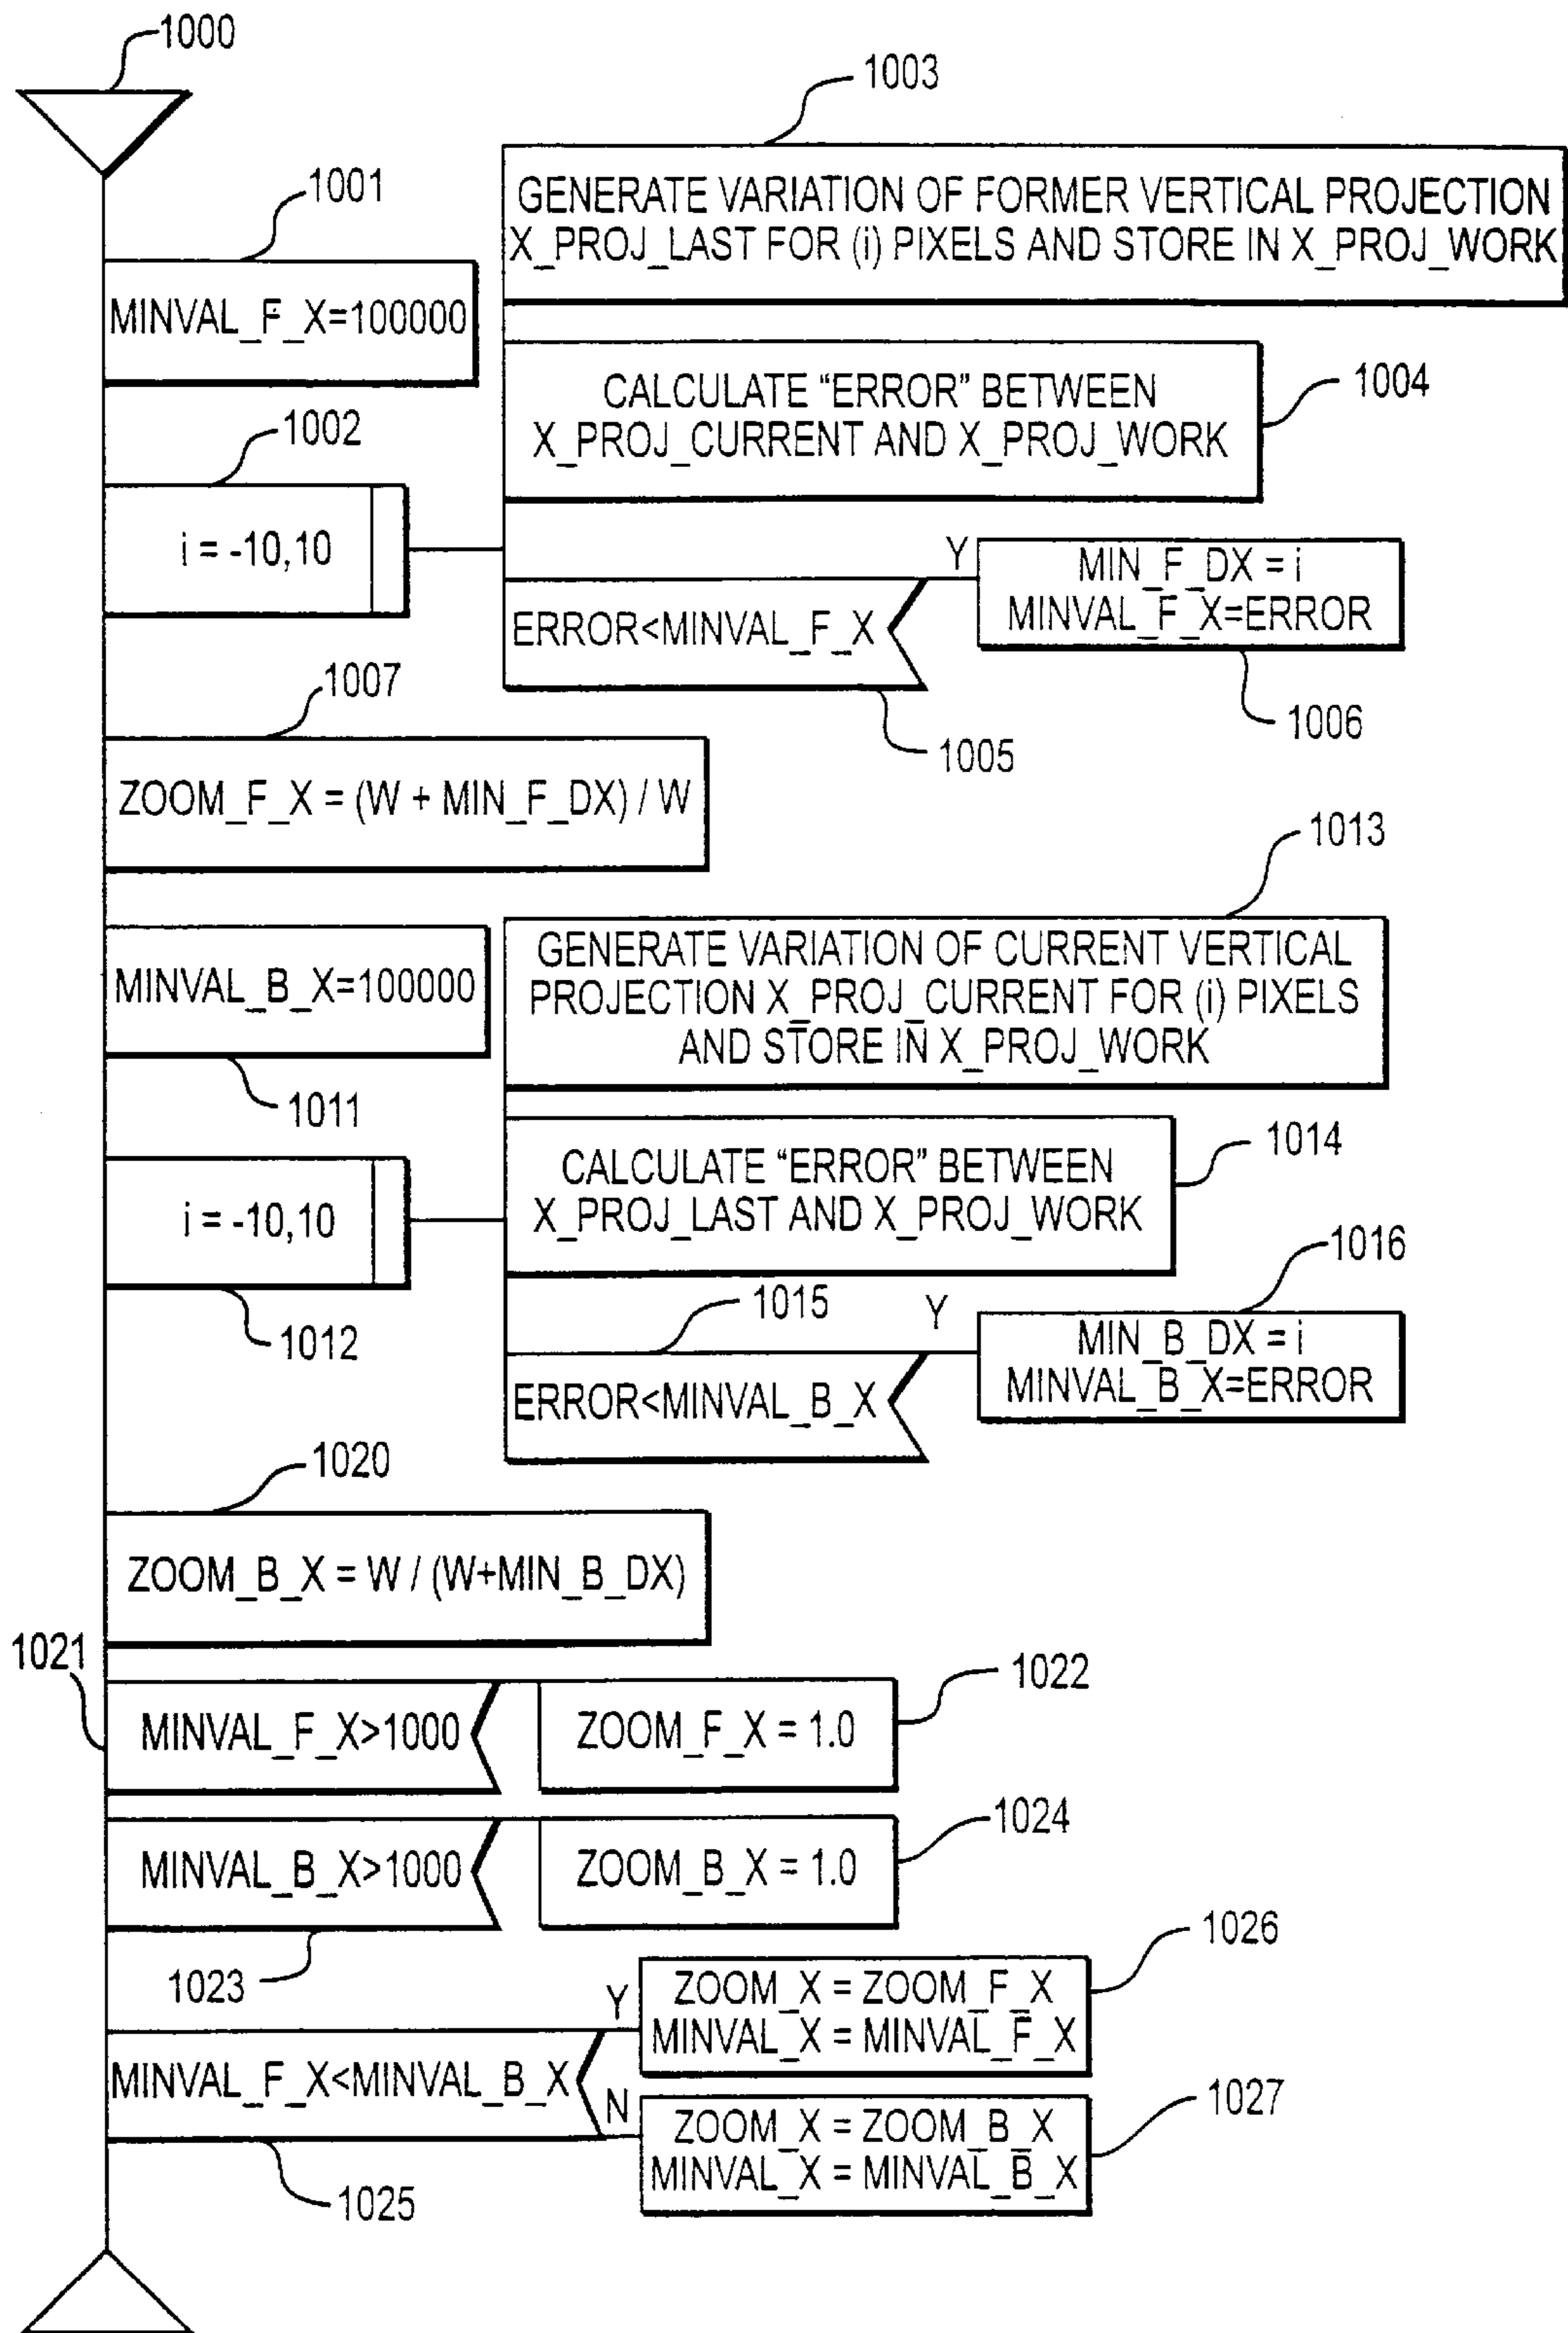 1000
1003
GENERATE VARIATION OF FORMER VERTICAL PROJECTION
X_PROJ_LAST FOR (i) PIXELS AND STORE IN X_PROJ_WORK
1001
MINVAL_F_X=100000
CALCULATE “ERROR” BETWEEN
X_PROJ_CURRENT AND X_PROJ_WORK
1004
1002
i = -10,10
ERROR<MINVAL_F_X
Y
MIN_F_DX = i
MINVAL_F_X=ERROR
1006
1005
1007
ZOOM_F_X = (W + MIN_F_DX) / W
1013
GENERATE VARIATION OF CURRENT VERTICAL
PROJECTION X_PROJ_CURRENT FOR (i) PIXELS
AND STORE IN X_PROJ_WORK
MINVAL_B_X=100000
1011
CALCULATE “ERROR” BETWEEN
X_PROJ_LAST AND X_PROJ_WORK
1014
i = -10,10
1012
1015
ERROR<MINVAL_B_X
Y
1016
MIN_B_DX = i
MINVAL_B_X=ERROR
1020
ZOOM_B_X = W / (W+MIN_B_DX)
1021
MINVAL_F_X>1000
ZOOM_F_X = 1.0
1022
MINVAL_B_X>1000
ZOOM_B_X = 1.0
1024
1023
MINVAL_F_X<MINVAL_B_X
Y
ZOOM_X = ZOOM_F_X
MINVAL_X = MINVAL_F_X
1026
N
ZOOM_X = ZOOM_B_X
MINVAL_X = MINVAL_B_X
1027
1025